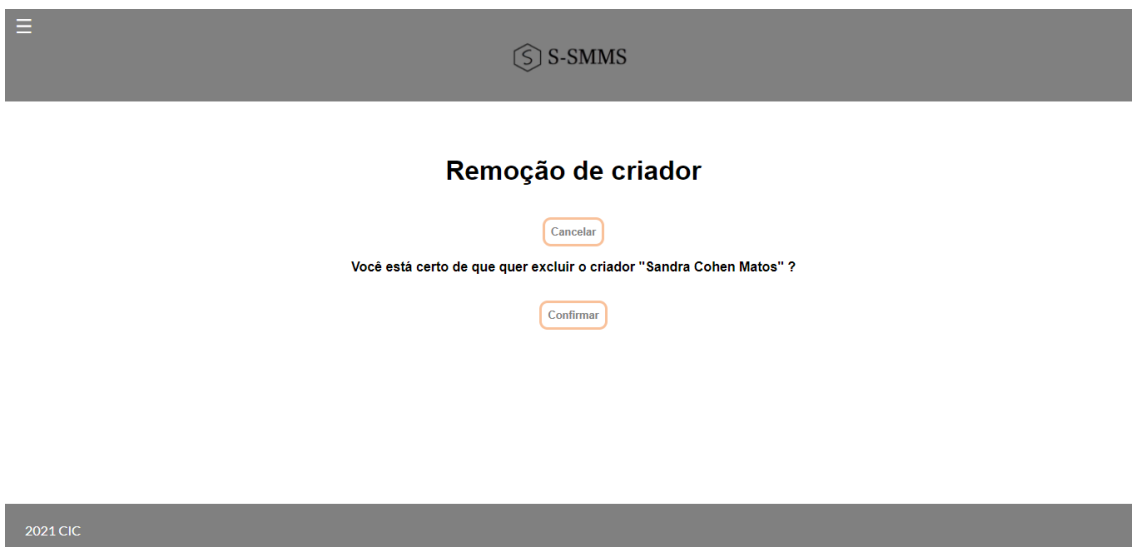 ☰
S S-SMMS
Remoção de criador
Cancelar
Você está certo de que quer excluir o criador "Sandra Cohen Matos" ?
Confirmar
2021 CIC